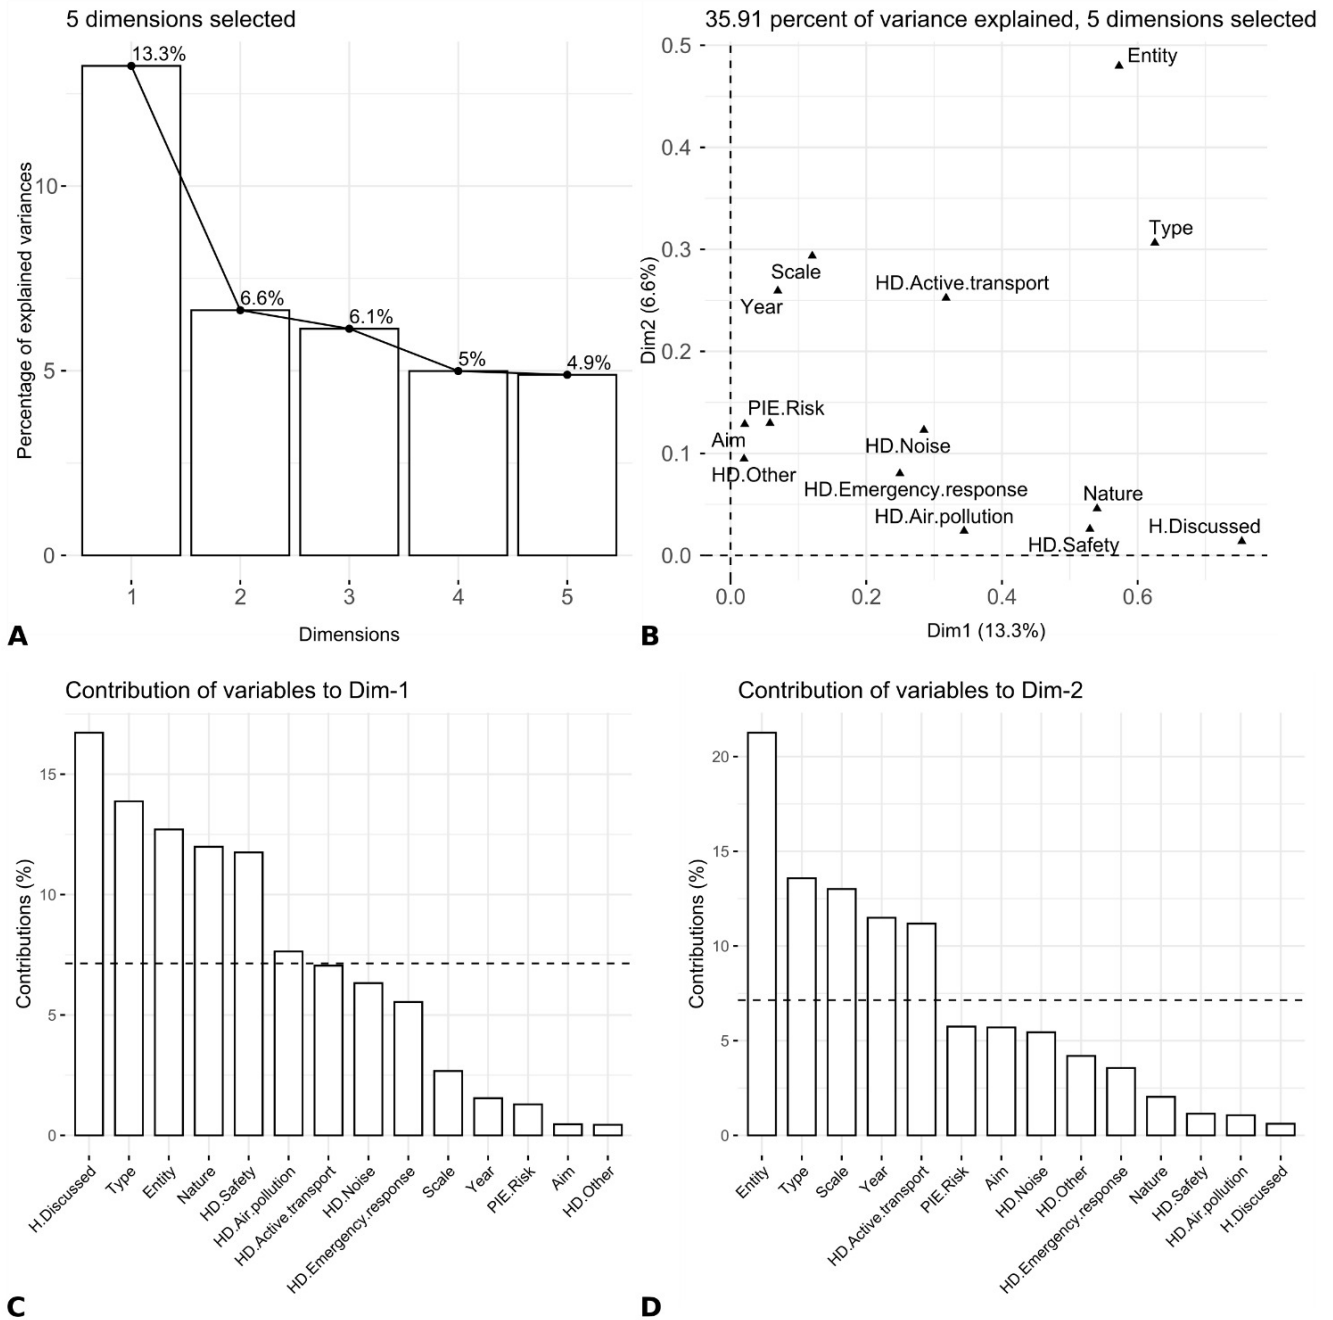 5 dimensions selected
Percentage of explained variances
10
5
0
13.3%
6.6%
6.1%
5%
4.9%
1 2 3 4 5
Dimensions
A
35.91 percent of variance explained, 5 dimensions selected
Dim2 (6.6%)
0.5
0.4
0.3
0.2
0.1
0.0
Entity
Type
Scale
HD.Active.transport
Year
PIE.Risk
Aim
HD.Noise
HD.Other
HD.Emergency.response
Nature
HD.Air.pollution
H.Discussed
HD.Safety
0.0 0.2 0.4 0.6
Dim1 (13.3%)
B
Contribution of variables to Dim-1
Contributions (%)
15
10
5
0
H.Discussed
Type
Entity
Nature
HD.Safety
HD.Air.pollution
HD.Active.transport
HD.Noise
HD.Emergency.response
Scale
Year
PIE.Risk
Aim
HD.Other
C
Contribution of variables to Dim-2
Contributions (%)
20
15
10
5
0
Entity
Type
Scale
Year
HD.Active.transport
PIE.Risk
Aim
HD.Noise
HD.Other
HD.Emergency.response
Nature
HD.Safety
HD.Air.pollution
H.Discussed
D